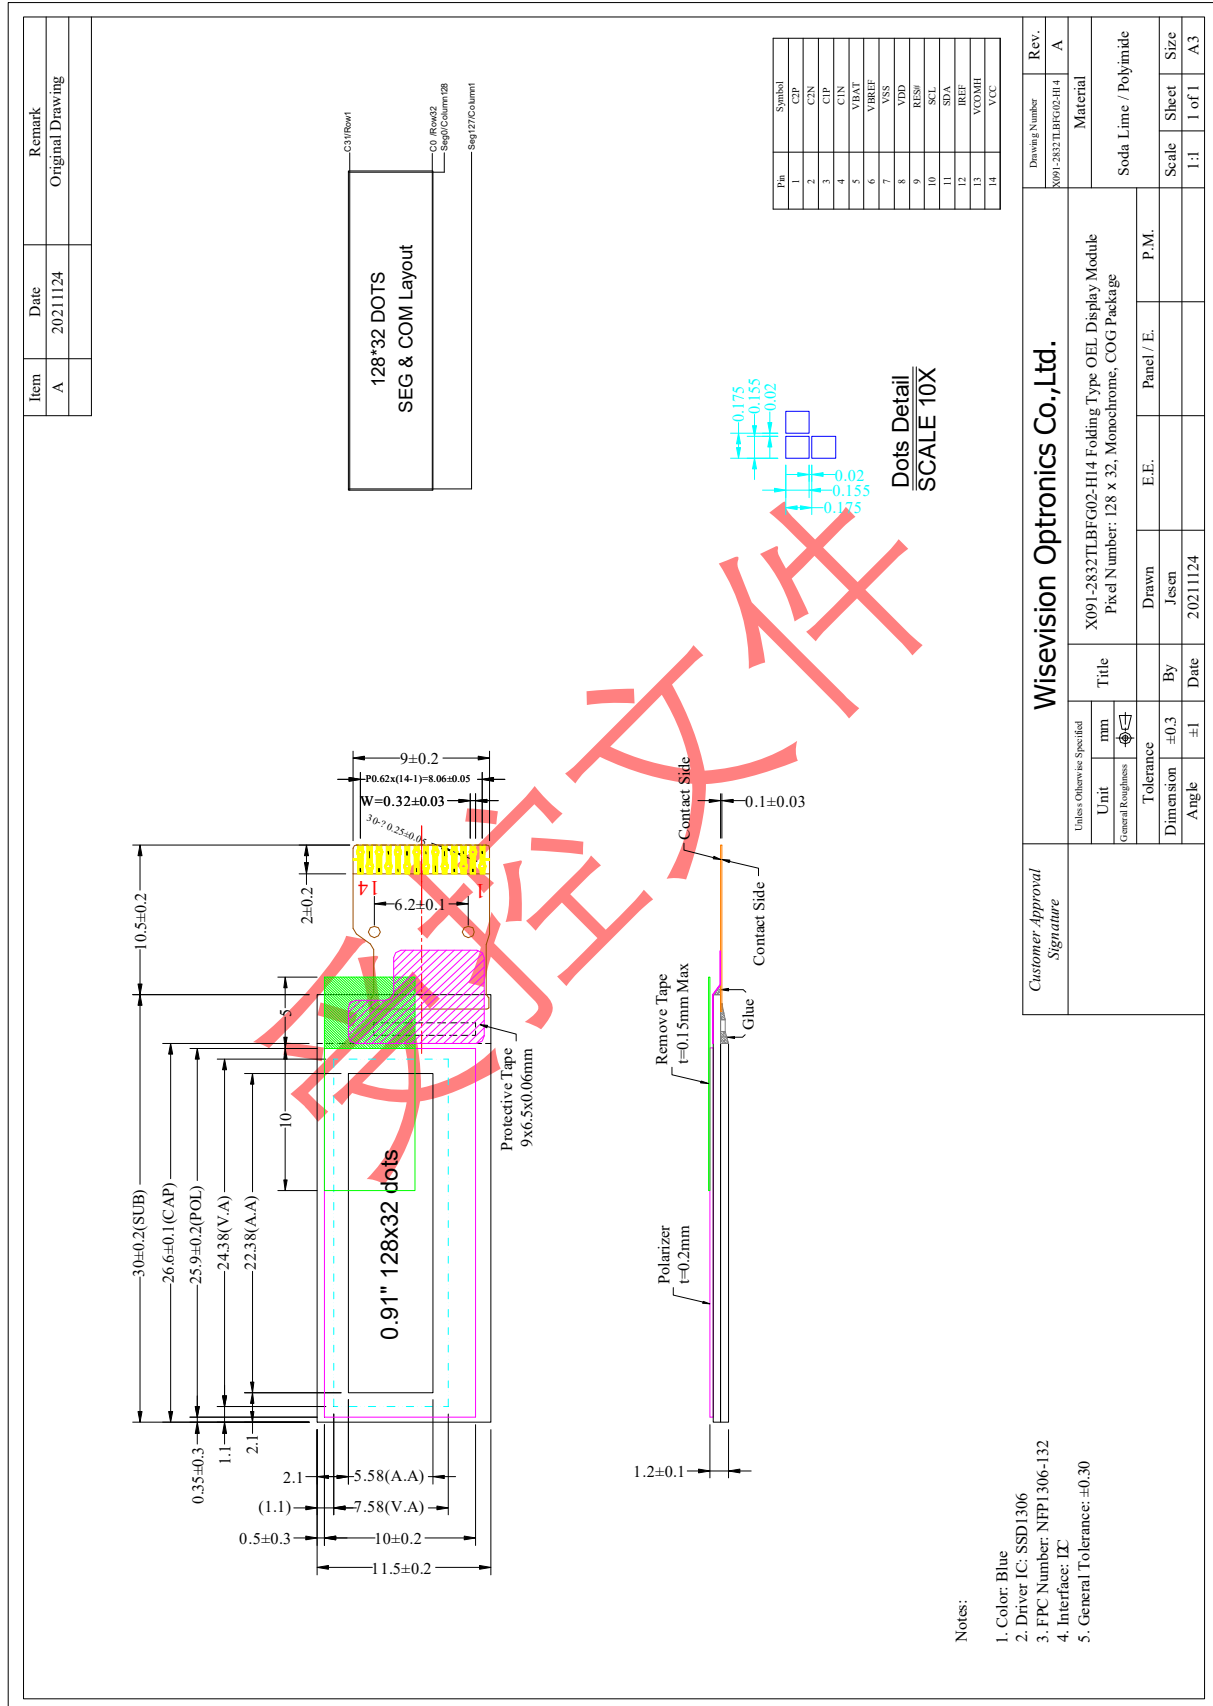 Item Date Remark
A 20211124 Original Drawing
128*32 DOTS
SEG & COM Layout
C31/Row1
C0 /Row32
Seg0/Column128
Seg127/Column1
30±0.2(SUB)
10.5±0.2
26.6±0.1(CAP)
25.9±0.2(POL)
24.38(V.A)
22.38(A.A)
0.35±0.3
1.1
2.1
10
5
2±0.2
9±0.2
P0.62x(14-1)=8.06±0.05
W=0.32±0.03
30-? 0.25±0.05
14
1
6.2±0.1
0.91" 128x32 dots
Protective Tape
9x6.5x0.06mm
2.1
5.58(A.A)
(1.1)
7.58(V.A)
0.5±0.3
10±0.2
11.5±0.2
Polarizer
t=0.2mm
Remove Tape
t=0.15mm Max
Glue
Contact Side
Contact Side
0.1±0.03
1.2±0.1
0.175
0.155
0.02
0.02
0.155
0.175
Dots Detail
SCALE 10X
受控文件
Pin Symbol
1 C2P
2 C2N
3 C1P
4 C1N
5 VBAT
6 VBREF
7 VSS
8 VDD
9 RES#
10 SCL
11 SDA
12 IREF
13 VCOMH
14 VCC
Notes:
1. Color: Blue
2. Driver IC: SSD1306
3. FPC Number: NFP1306-132
4. Interface: I2C
5. General Tolerance: ±0.30
Customer Approval
Signature
Wisevision Optronics Co.,Ltd.
Drawing Number Rev.
X091-2832TLBFG02-H14 A
Unless Otherwise Specified
Unit mm
General Roughness
Tolerance
Dimension ±0.3
Angle ±1
Title
X091-2832TLBFG02-H14 Folding Type OEL Display Module
Pixel Number: 128 x 32, Monochrome, COG Package
Material
Soda Lime / Polyimide
Drawn E.E. Panel / E. P.M.
By Jesen
Date 20211124
Scale Sheet Size
1:1 1 of 1 A3